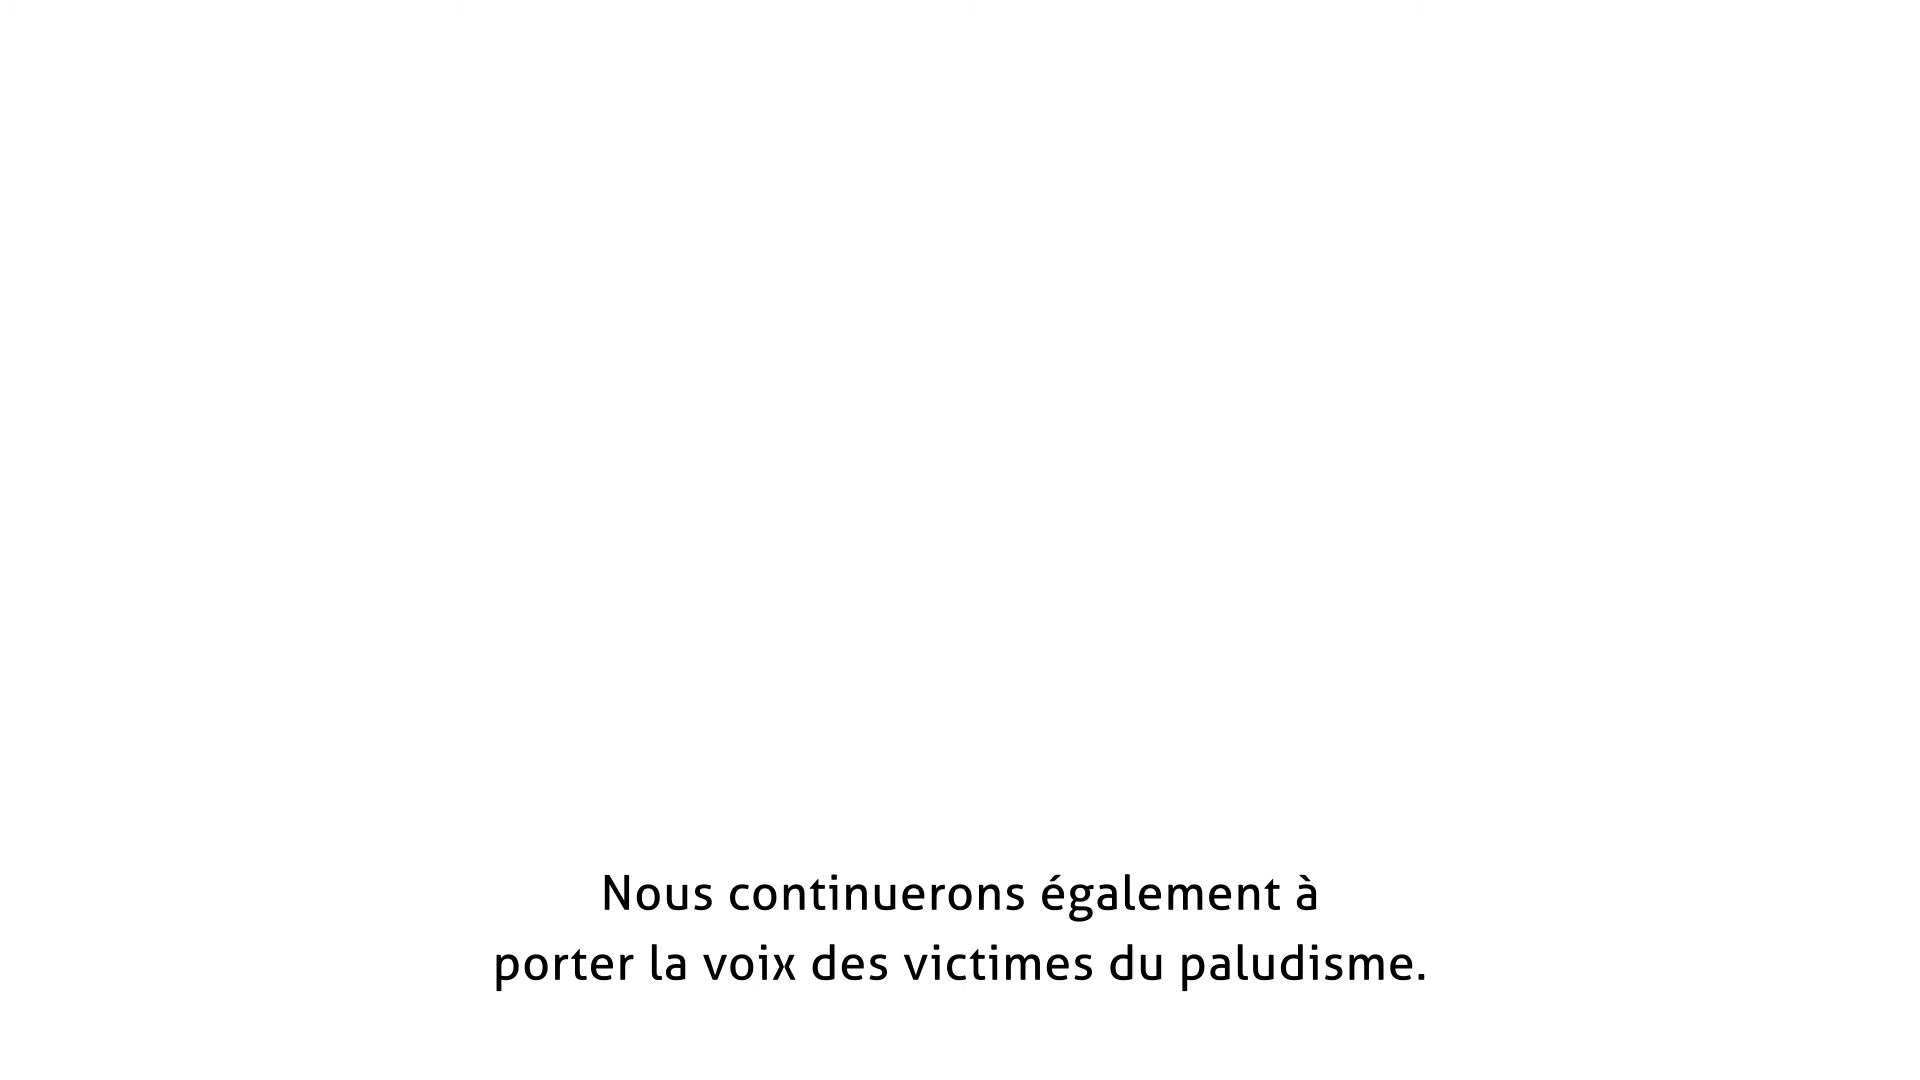 Nous continuerons également à
porter la voix des victimes du paludisme.